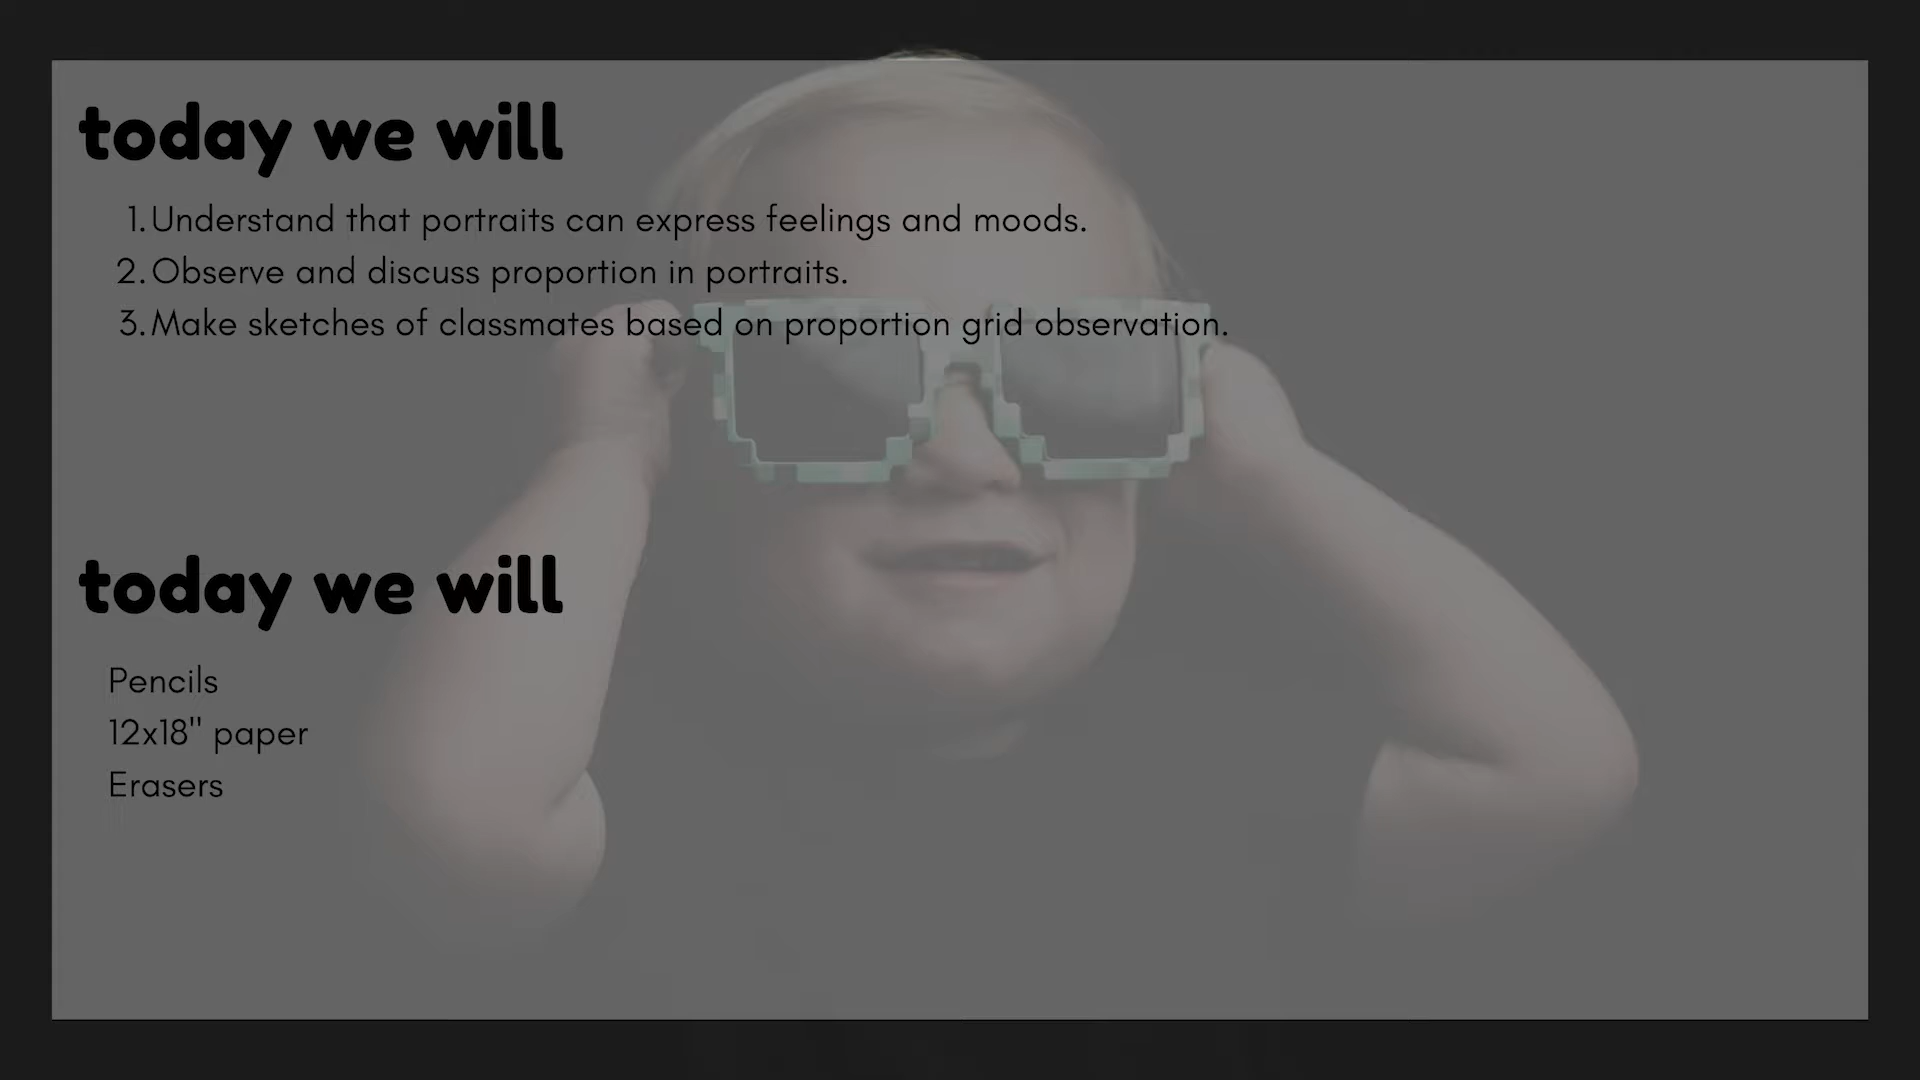 today we will
1. Understand that portraits can express feelings and moods.
2. Observe and discuss proportion in portraits.
3. Make sketches of classmates based on proportion grid observation.
today we will
Pencils
12x18" paper
Erasers